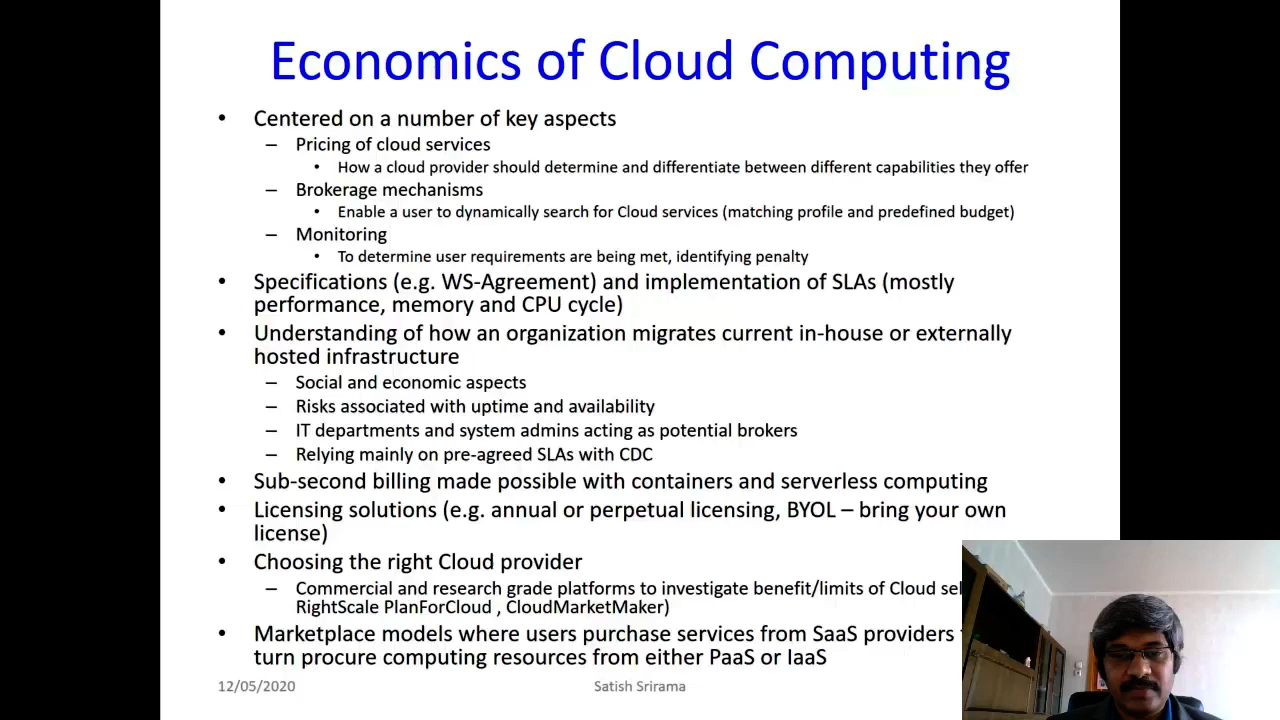 Economics of Cloud Computing
• Centered on a number of key aspects
– Pricing of cloud services
• How a cloud provider should determine and differentiate between different capabilities they offer
– Brokerage mechanisms
• Enable a user to dynamically search for Cloud services (matching profile and predefined budget)
– Monitoring
• To determine user requirements are being met, identifying penalty
• Specifications (e.g. WS-Agreement) and implementation of SLAs (mostly
performance, memory and CPU cycle)
• Understanding of how an organization migrates current in-house or externally
hosted infrastructure
– Social and economic aspects
– Risks associated with uptime and availability
– IT departments and system admins acting as potential brokers
– Relying mainly on pre-agreed SLAs with CDC
• Sub-second billing made possible with containers and serverless computing
• Licensing solutions (e.g. annual or perpetual licensing, BYOL – bring your own
license)
• Choosing the right Cloud provider
– Commercial and research grade platforms to investigate benefit/limits of Cloud
RightScale PlanForCloud , CloudMarketMaker)
• Marketplace models where users purchase services from SaaS providers
turn procure computing resources from either PaaS or IaaS
12/05/2020
Satish Srirama